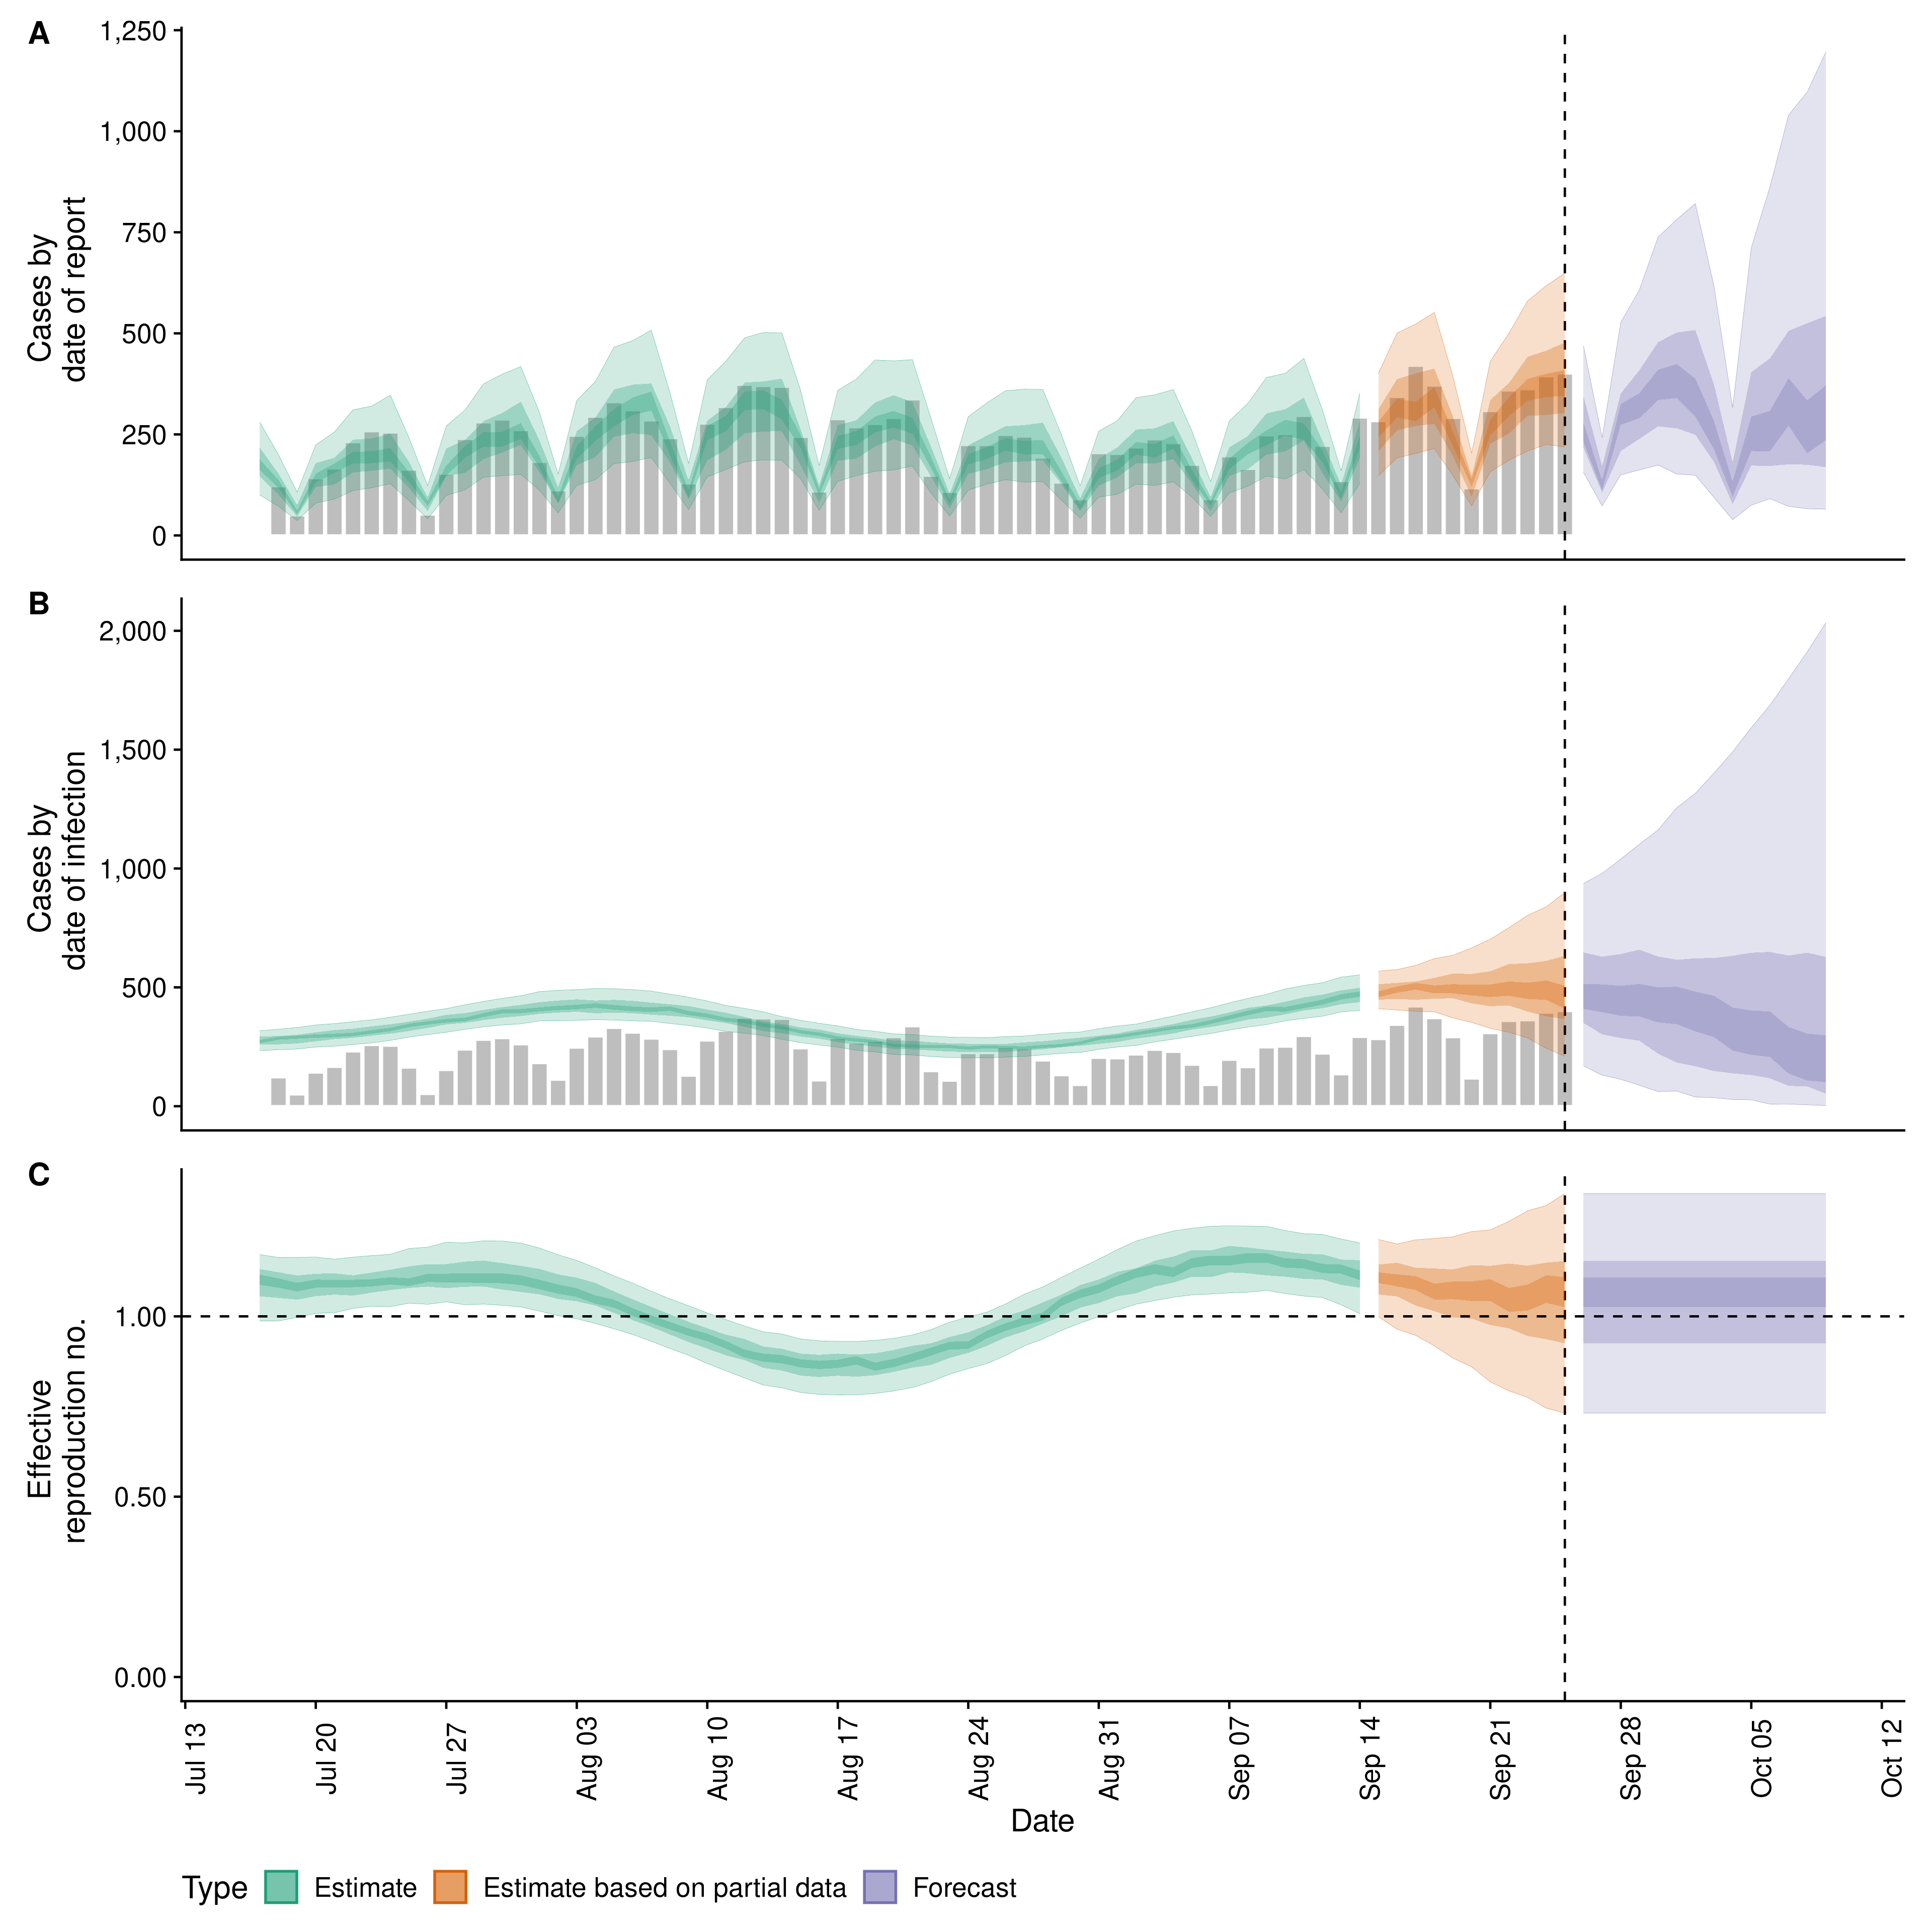 A
1,250
1,000
750
500
250
0
Cases by
date of report
B
2,000
1,500
1,000
500
0
Cases by
date of infection
C
1.00
0.50
0.00
Effective
reproduction no.
Jul 13
Jul 20
Jul 27
Aug 03
Aug 10
Aug 17
Aug 24
Aug 31
Sep 07
Sep 14
Sep 21
Sep 28
Oct 05
Oct 12
Date
Type Estimate Estimate based on partial data Forecast